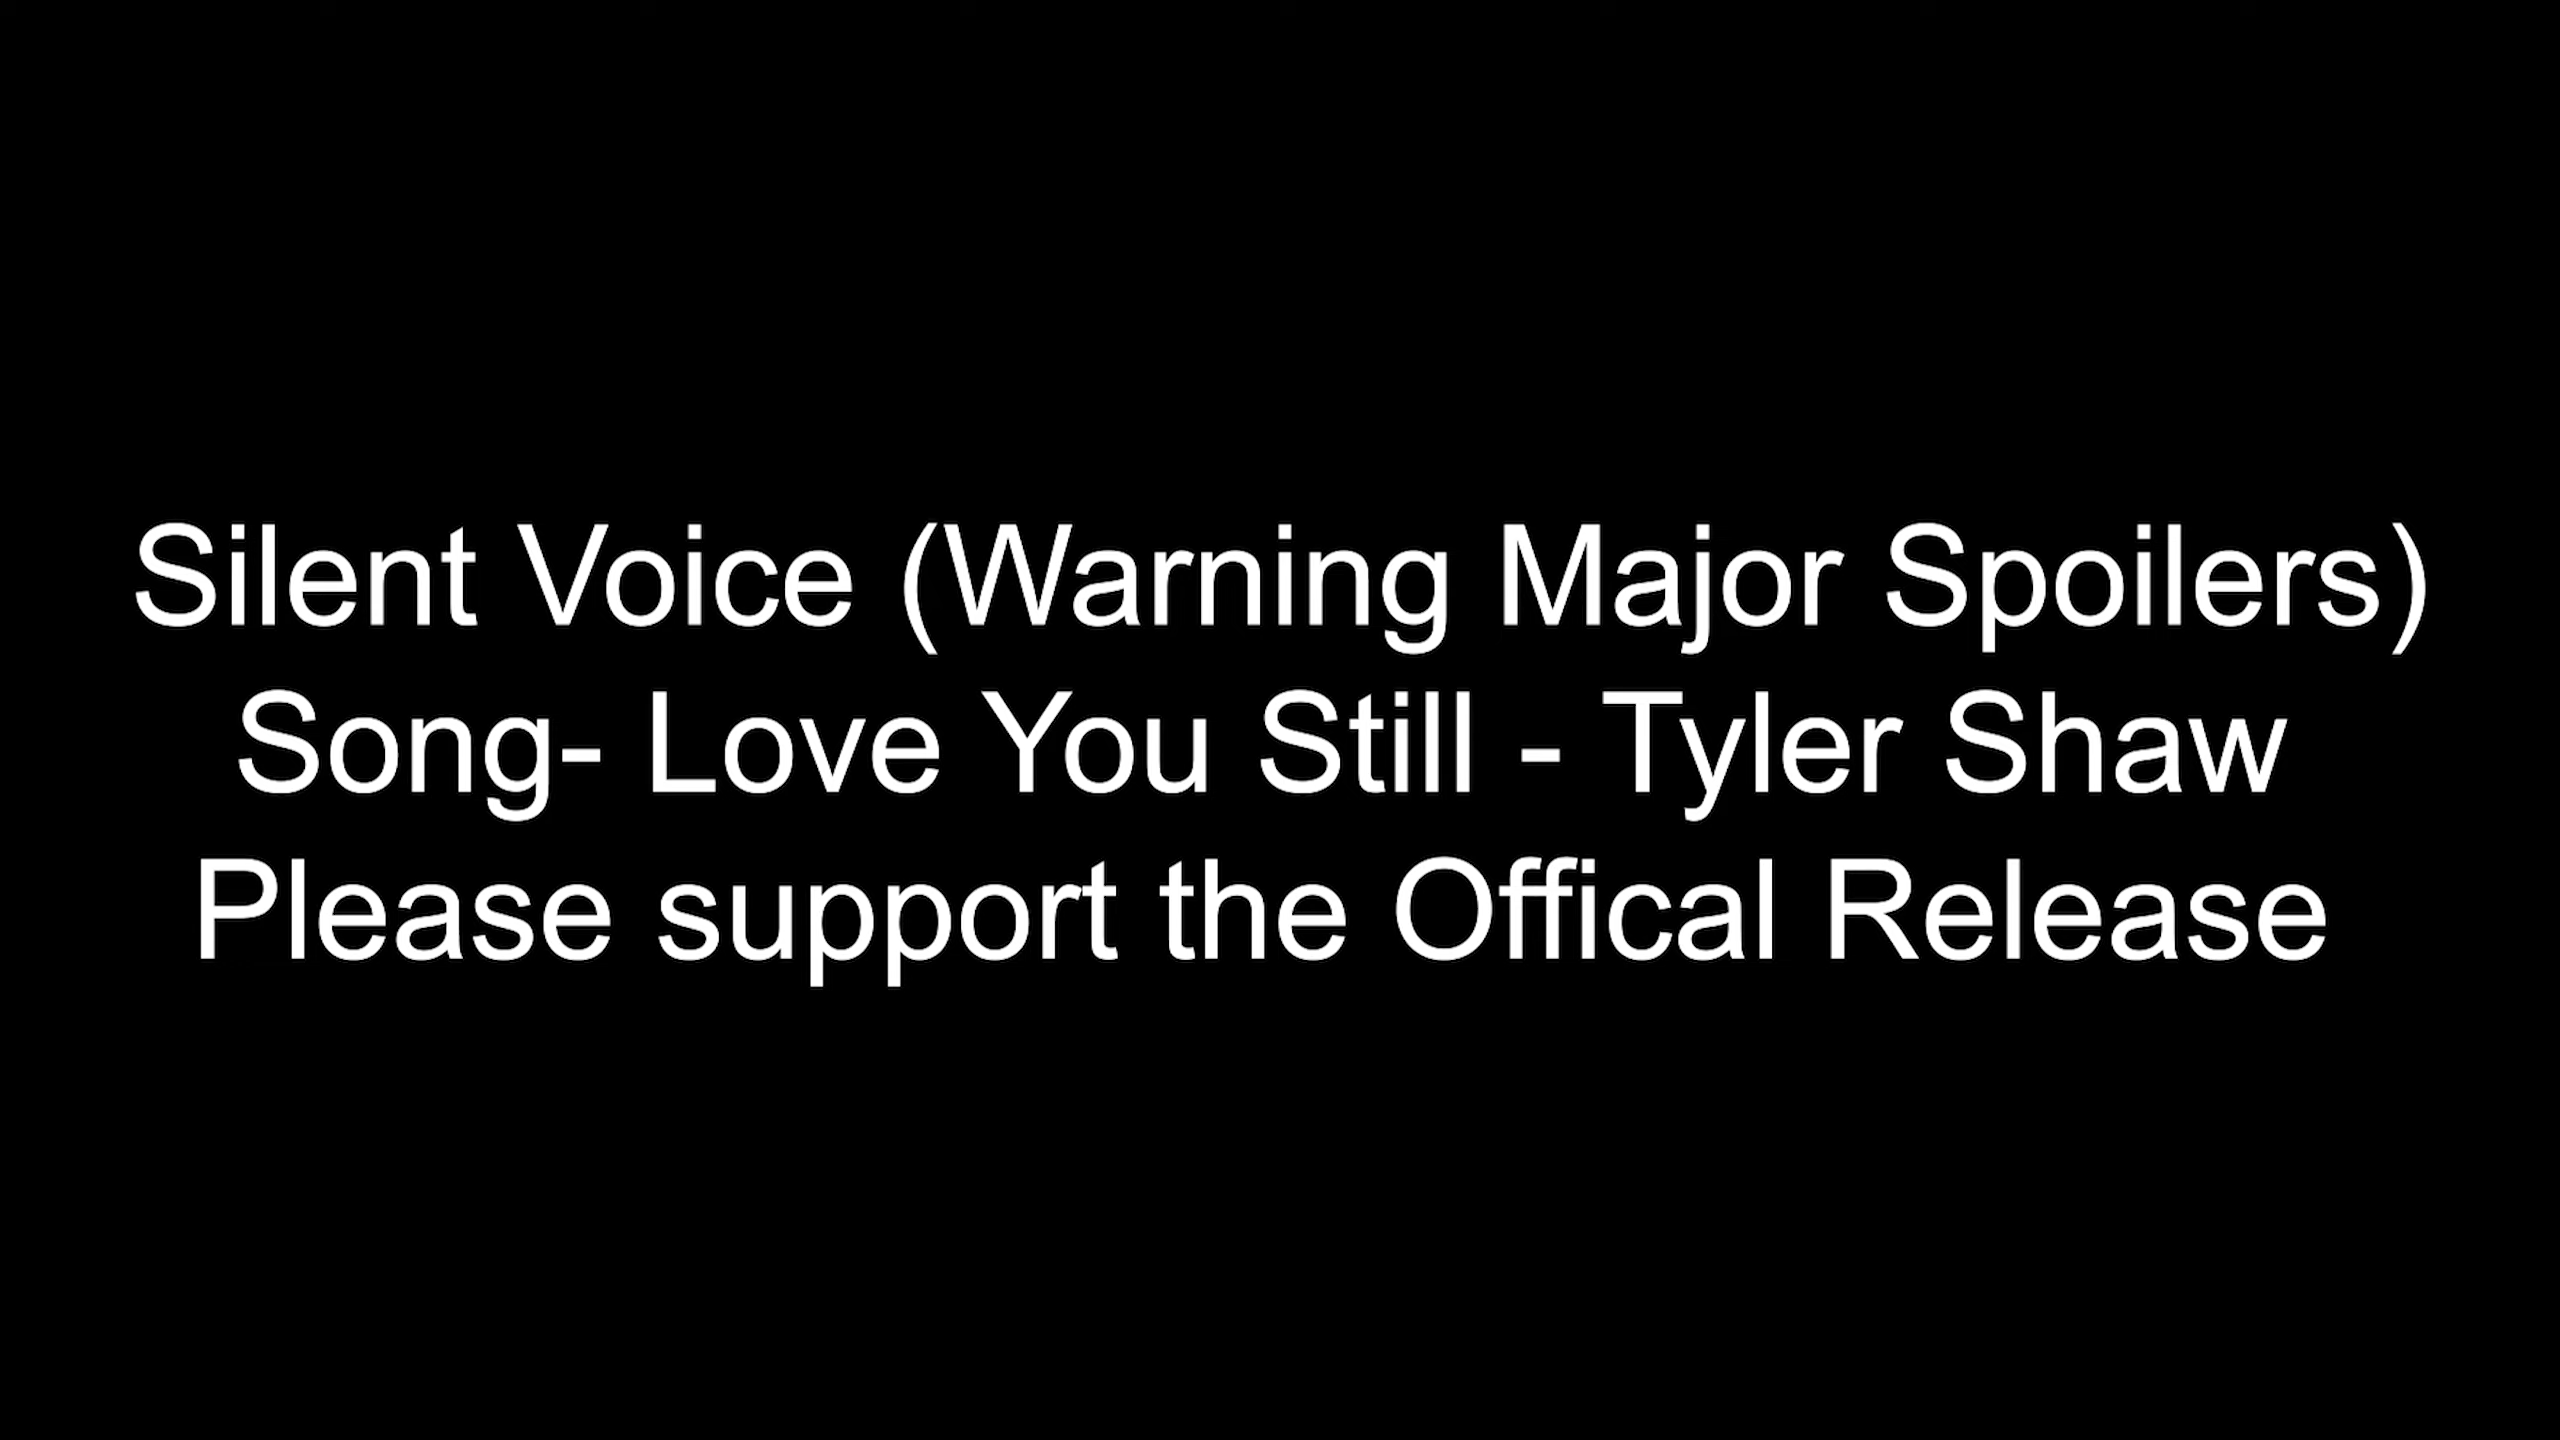 Silent Voice (Warning Major Spoilers)
Song- Love You Still - Tyler Shaw
Please support the Offical Release